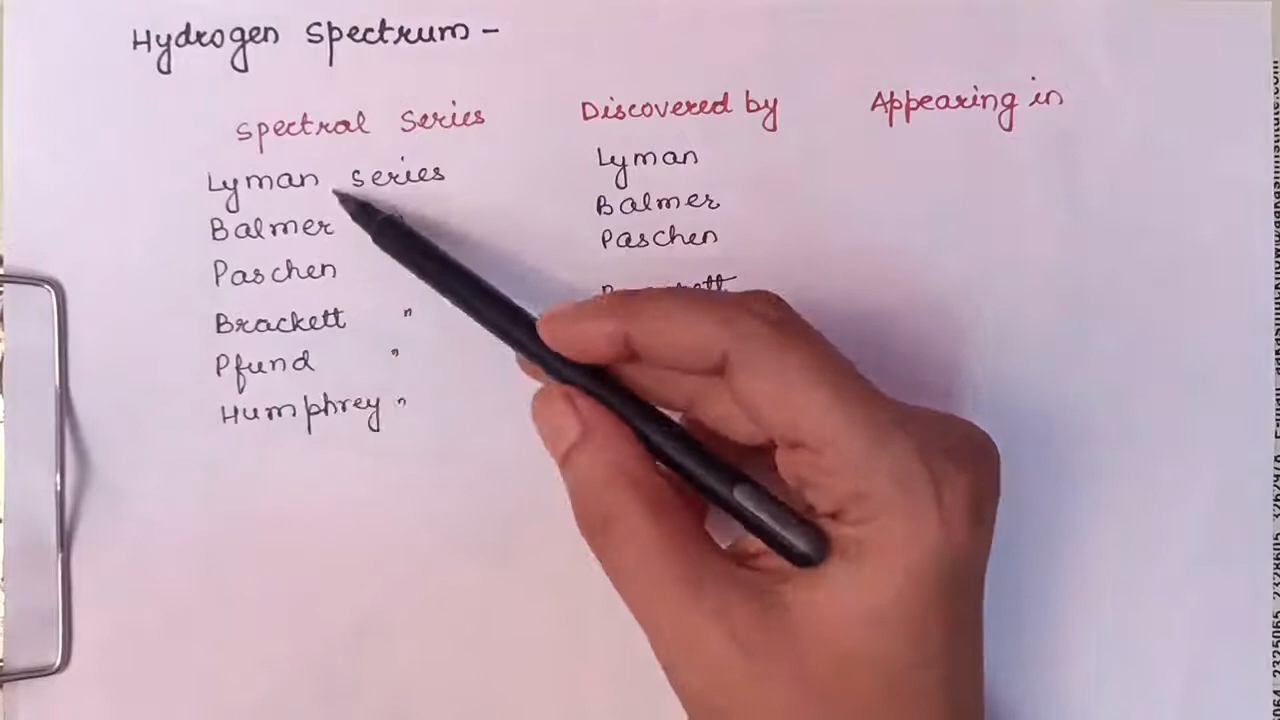 Hydrogen Spectrum -
Spectral Series Discovered by Appearing in
Lyman Series Lyman
Balmer Balmer
Paschen Paschen
Brackett "
Pfund "
Humphrey "